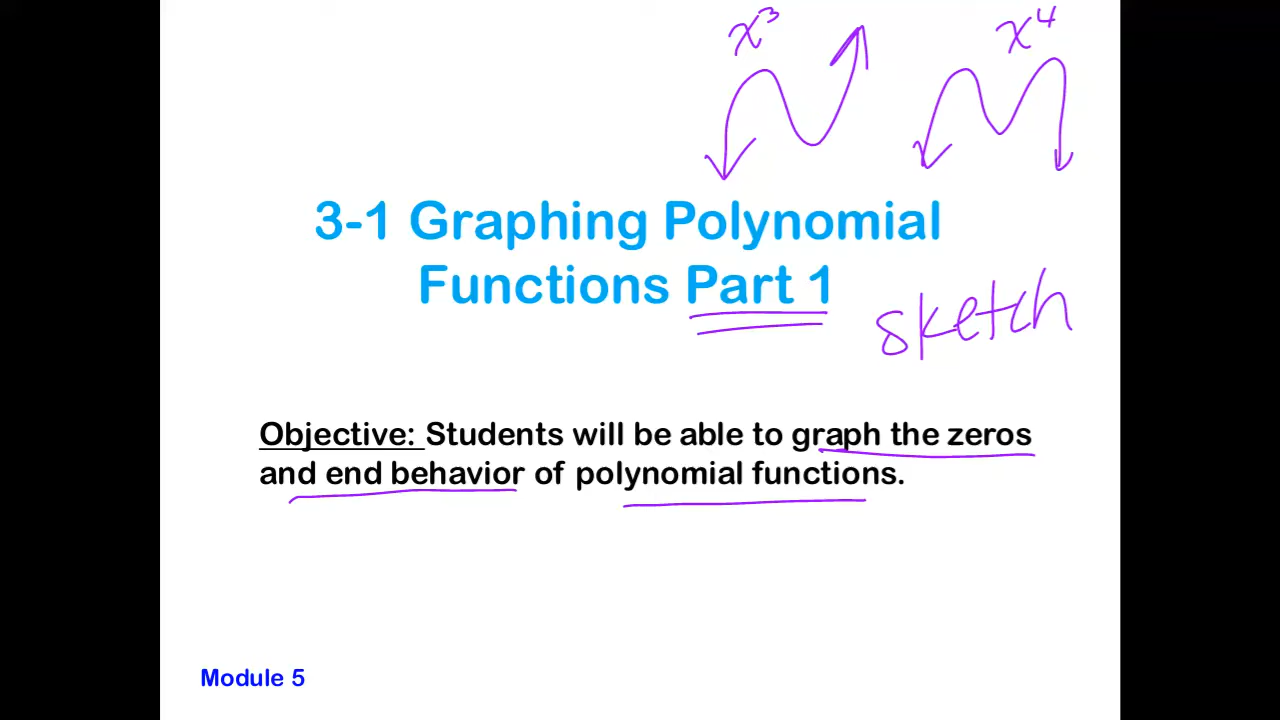 x³ x⁴
3-1 Graphing Polynomial
Functions Part 1
sketch
Objective: Students will be able to graph the zeros
and end behavior of polynomial functions.
Module 5